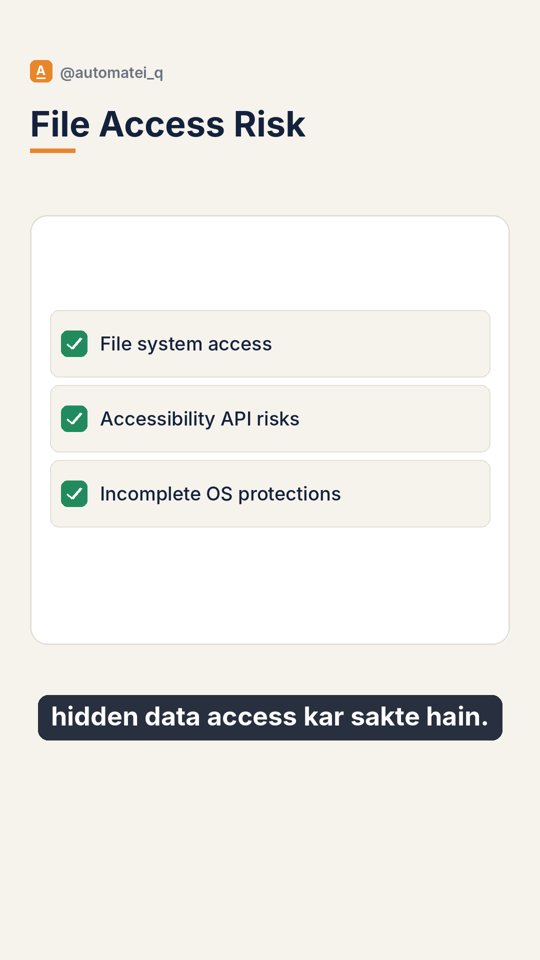 A
@automatei_q
File Access Risk
File system access
Accessibility API risks
Incomplete OS protections
hidden data access kar sakte hain.